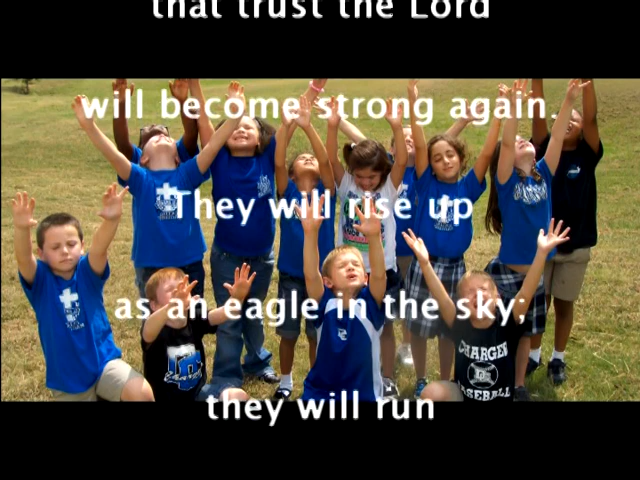 that trust the Lord
will become strong again.
They will rise up
as an eagle in the sky;
they will run
CHARGER
BASEBALL